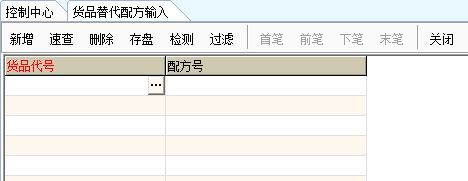 控制中心 货品替代配方输入
新增 速查 删除 存盘 检测 过滤 首笔 前笔 下笔 末笔 关闭
货品代号 配方号